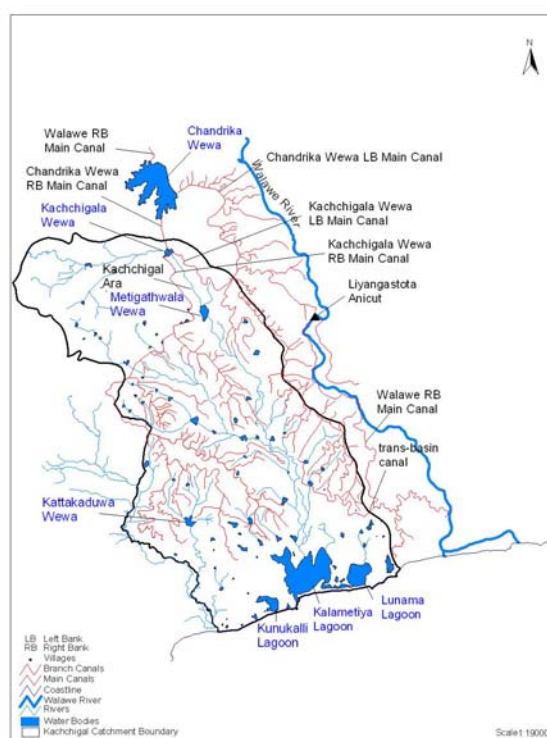 N
Walawe RB
Main Canal
Chandrika
Wewa
Chandrika Wewa LB Main Canal
Chandrika Wewa
RB Main Canal
Walawe River
Kachchigala
Wewa
Kachchigala Wewa
LB Main Canal
Kachchigala Wewa
RB Main Canal
Kachchigal
Ara
Metigathwala
Wewa
Liyangastota
Anicut
Walawe RB
Main Canal
trans-basin
canal
Kattakaduwa
Wewa
Lunama
Lagoon
Kalametiya
Lagoon
Kunukalli
Lagoon
LB Left Bank
RB Right Bank
Villages
Branch Canals
Main Canals
Coastline
Walawe River
Rivers
Water Bodies
Kachchigal Catchment Boundary
Scale1:19000